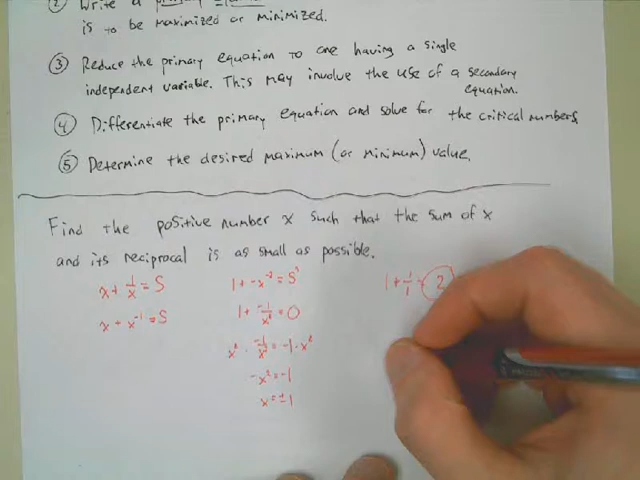 ② Write a primary
is to be maximized or minimized.
③ Reduce the primary equation to one having a single
independent variable. This may involve the use of a secondary
equation.
④ Differentiate the primary equation and solve for the critical numbers.
⑤ Determine the desired maximum (or minimum) value.
Find the positive number x such that the sum of x
and its reciprocal is as small as possible.
x + 1/x = S
x + x⁻¹ = S
1 + -x⁻² = S'
1 + -1/x² = 0
x² · -1/x² = -1 · x²
-x² = -1
x = ±1
1 + 1/1 = 2